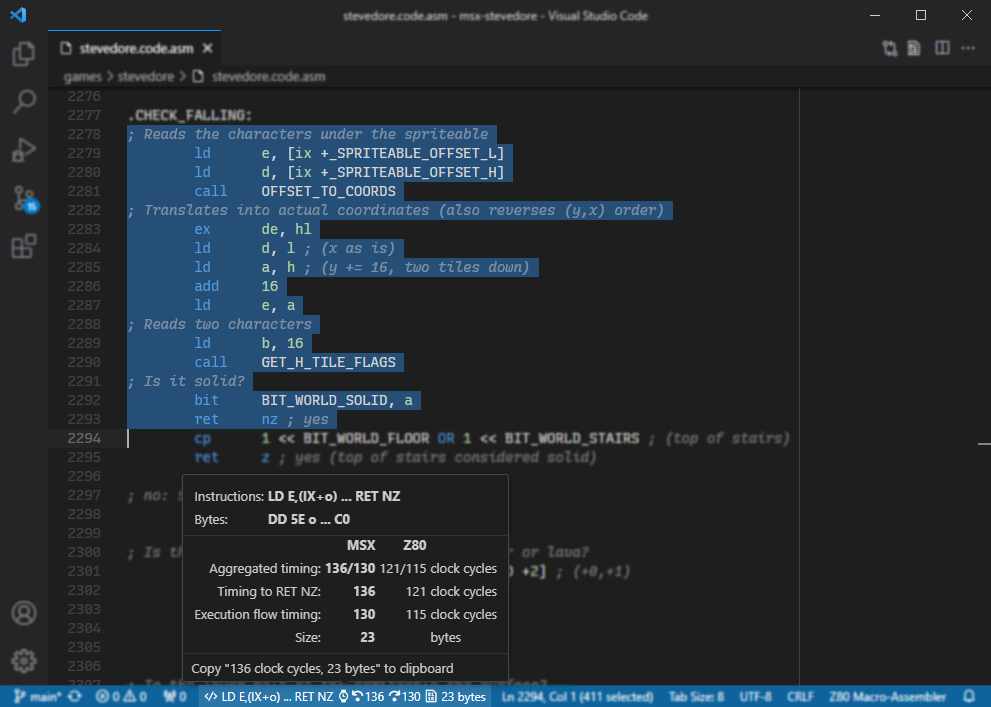 stevedore.code.asm - msx-stevedore - Visual Studio Code
stevedore.code.asm
games > stevedore > stevedore.code.asm
2276
2277 .CHECK_FALLING:
2278 ; Reads the characters under the spriteable
2279 ld e, [ix +_SPRITEABLE_OFFSET_L]
2280 ld d, [ix +_SPRITEABLE_OFFSET_H]
2281 call OFFSET_TO_COORDS
2282 ; Translates into actual coordinates (also reverses (y,x) order)
2283 ex de, hl
2284 ld d, l ; (x as is)
2285 ld a, h ; (y += 16, two tiles down)
2286 add 16
2287 ld e, a
2288 ; Reads two characters
2289 ld b, 16
2290 call GET_H_TILE_FLAGS
2291 ; Is it solid?
2292 bit BIT_WORLD_SOLID, a
2293 ret nz ; yes
2294 cp 1 << BIT_WORLD_FLOOR OR 1 << BIT_WORLD_STAIRS ; (top of stairs)
2295 ret z ; yes (top of stairs considered solid)
2296
2297 ; no:
2298
2299
2300 ; Is or lava?
2301 +2] ; (+0,+1)
2302
2303
2304
2305
2306
Instructions: LD E,(IX+o) ... RET NZ
Bytes: DD 5E o ... C0
MSX Z80
Aggregated timing: 136/130 121/115 clock cycles
Timing to RET NZ: 136 121 clock cycles
Execution flow timing: 130 115 clock cycles
Size: 23 bytes
Copy "136 clock cycles, 23 bytes" to clipboard
main* 0 0 0 LD E,(IX+o) ... RET NZ 136 130 23 bytes Ln 2294, Col 1 (411 selected) Tab Size: 8 UTF-8 CRLF Z80 Macro-Assembler